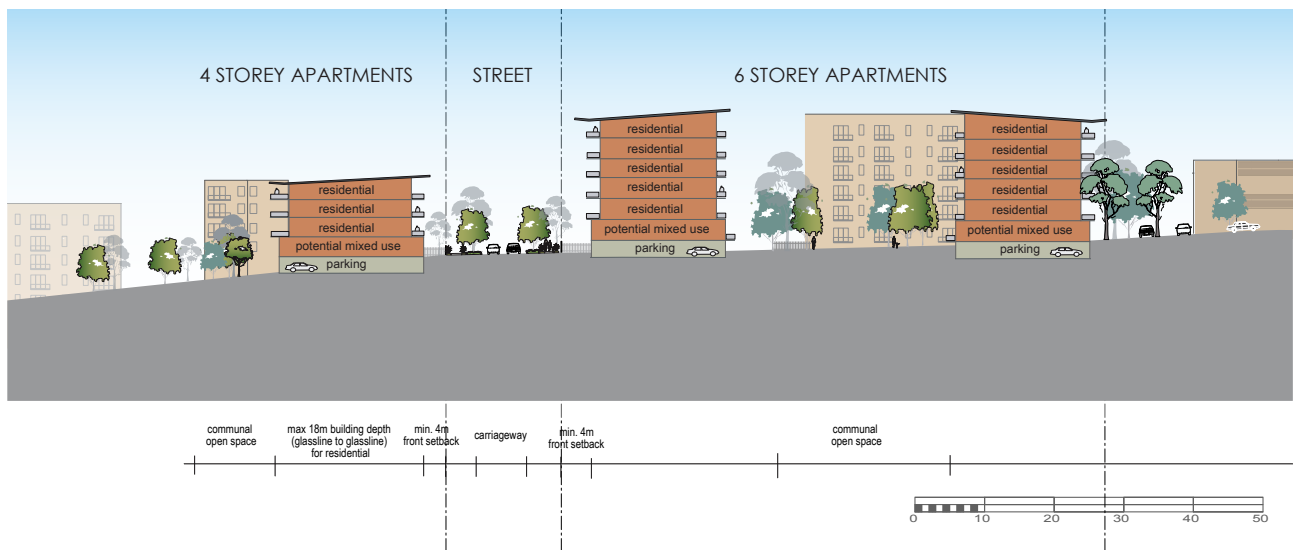 4 STOREY APARTMENTS
STREET
6 STOREY APARTMENTS
residential
residential
residential
potential mixed use
parking
residential
residential
residential
residential
residential
potential mixed use
parking
residential
residential
residential
residential
residential
potential mixed use
parking
communal
open space
max 18m building depth
(glassline to glassline)
for residential
min. 4m
front setback
carriageway
min. 4m
front setback
communal
open space
0
10
20
30
40
50